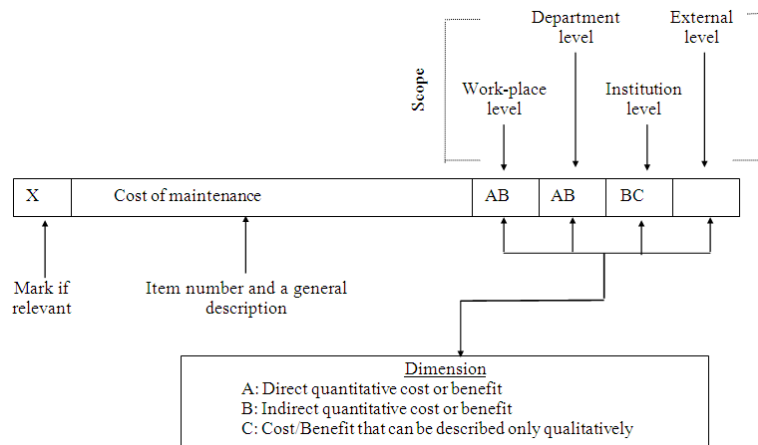 Department
level
External
level
Scope
Work-place
level
Institution
level
X
Cost of maintenance
AB
AB
BC
Mark if
relevant
Item number and a general
description
Dimension
A: Direct quantitative cost or benefit
B: Indirect quantitative cost or benefit
C: Cost/Benefit that can be described only qualitatively